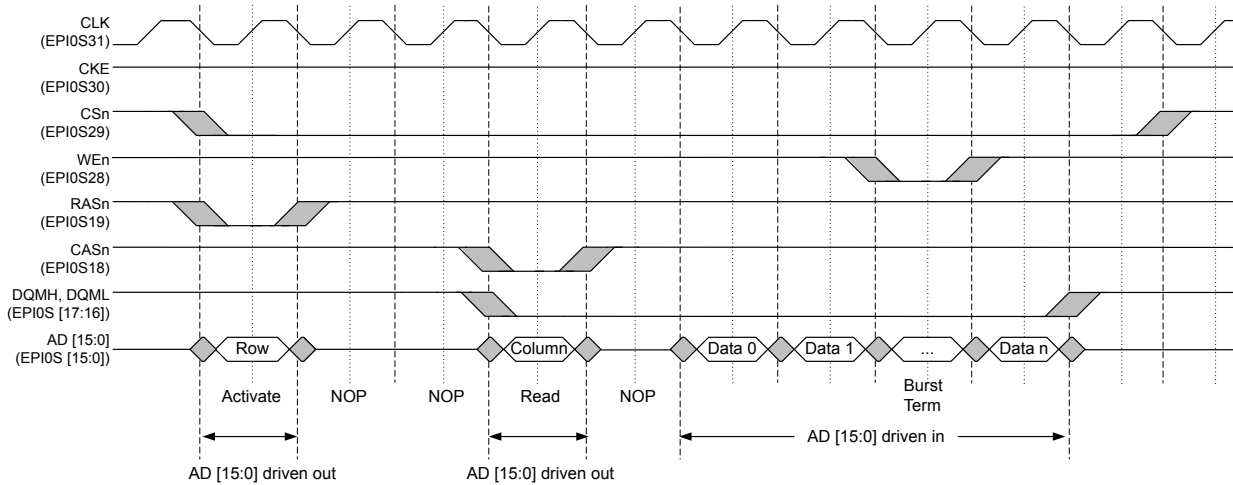 CLK
(EPI0S31)
CKE
(EPI0S30)
CSn
(EPI0S29)
WEn
(EPI0S28)
RASn
(EPI0S19)
CASn
(EPI0S18)
DQMH, DQML
(EPI0S [17:16])
AD [15:0]
(EPI0S [15:0])
Row
Column
Data 0
Data 1
...
Data n
Activate
NOP
NOP
Read
NOP
Burst
Term
AD [15:0] driven in
AD [15:0] driven out
AD [15:0] driven out